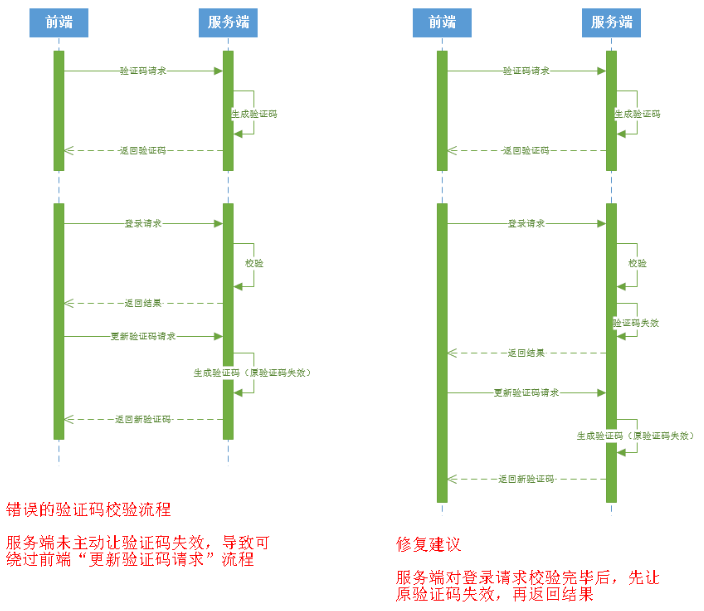 前端
服务端
验证码请求
生成验证码
返回验证码
登录请求
校验
返回结果
更新验证码请求
生成验证码（原验证码失效）
返回新验证码
错误的验证码校验流程
服务端未主动让验证码失效，导致可
绕过前端“更新验证码请求”流程
前端
服务端
验证码请求
生成验证码
返回验证码
登录请求
校验
验证码失效
返回结果
更新验证码请求
生成验证码（原验证码失效）
返回新验证码
修复建议
服务端对登录请求校验完毕后，先让
原验证码失效，再返回结果